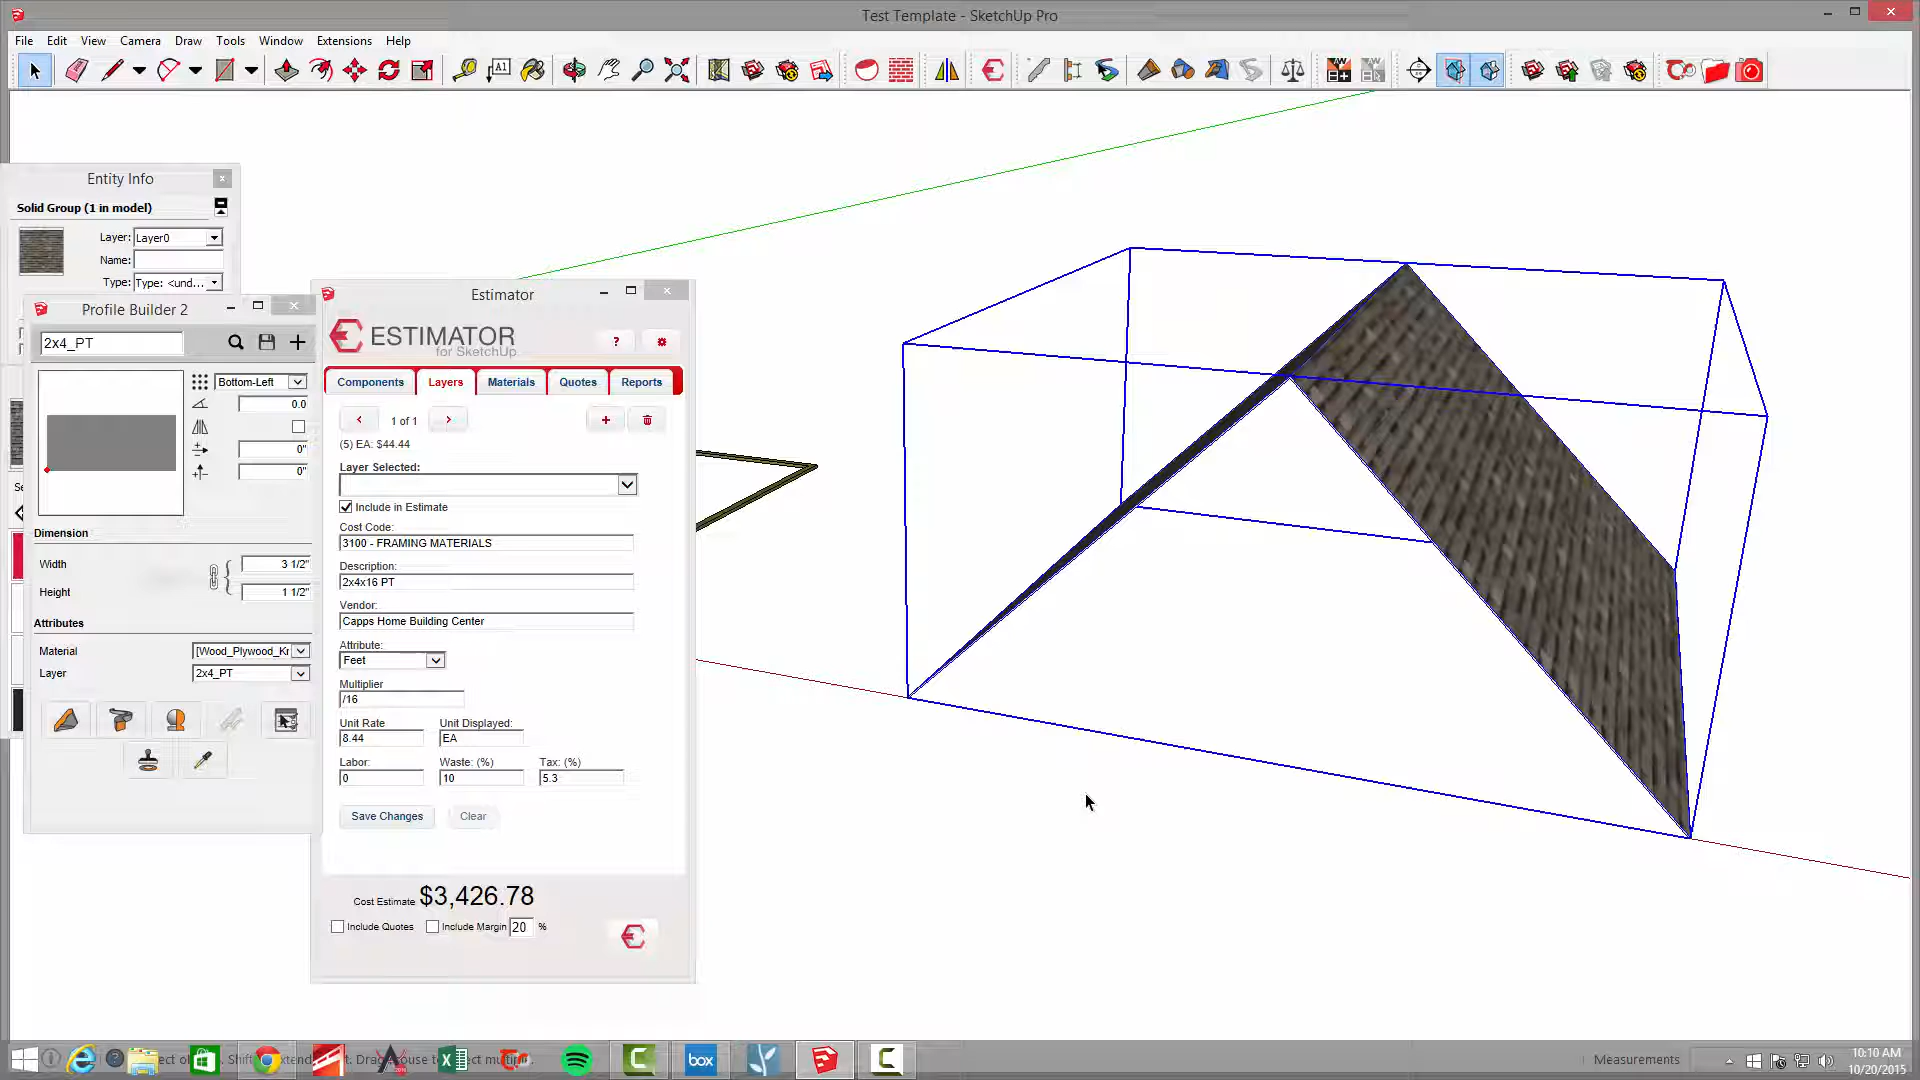 Test Template - SketchUp Pro
File Edit View Camera Draw Tools Window Extensions Help
A1
Entity Info
Solid Group (1 in model)
Layer: Layer0
Name:
Type: Type: <und...
Profile Builder 2
2x4_PT
Bottom-Left
0.0
0"
0"
Dimension
Width 3 1/2"
Height 1 1/2"
Attributes
Material [Wood_Plywood_Kr
Layer 2x4_PT
Estimator
ESTIMATOR
for SketchUp
Components Layers Materials Quotes Reports
1 of 1
(5) EA: $44.44
Layer Selected:
Include in Estimate
Cost Code:
3100 - FRAMING MATERIALS
Description:
2x4x16 PT
Vendor:
Capps Home Building Center
Attribute:
Feet
Multiplier
/16
Unit Rate Unit Displayed:
8.44 EA
Labor: Waste: (%) Tax: (%)
0 10 5.3
Save Changes Clear
Cost Estimate $3,426.78
Include Quotes Include Margin 20 %
box
Measurements
10:10 AM
10/20/2015